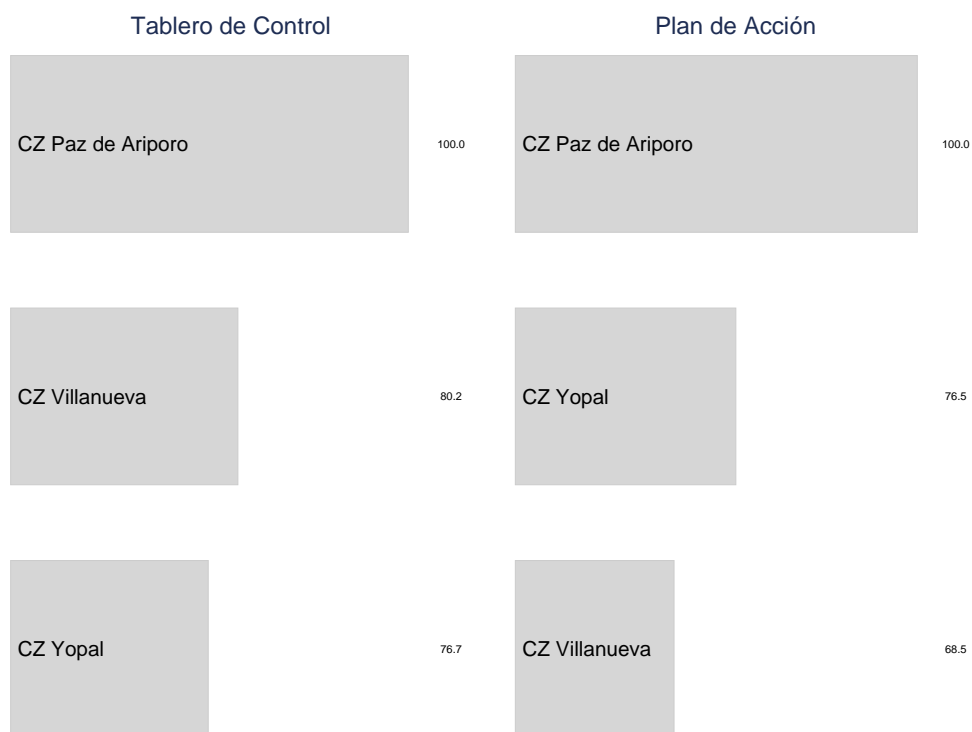 Tablero de Control
CZ Paz de Ariporo 100.0
CZ Villanueva 80.2
CZ Yopal 76.7
Plan de Acción
CZ Paz de Ariporo 100.0
CZ Yopal 76.5
CZ Villanueva 68.5